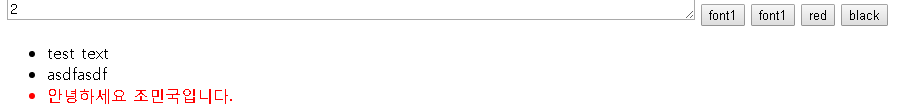 2 font1 font1 red black
test text
asdfasdf
안녕하세요 조민국입니다.